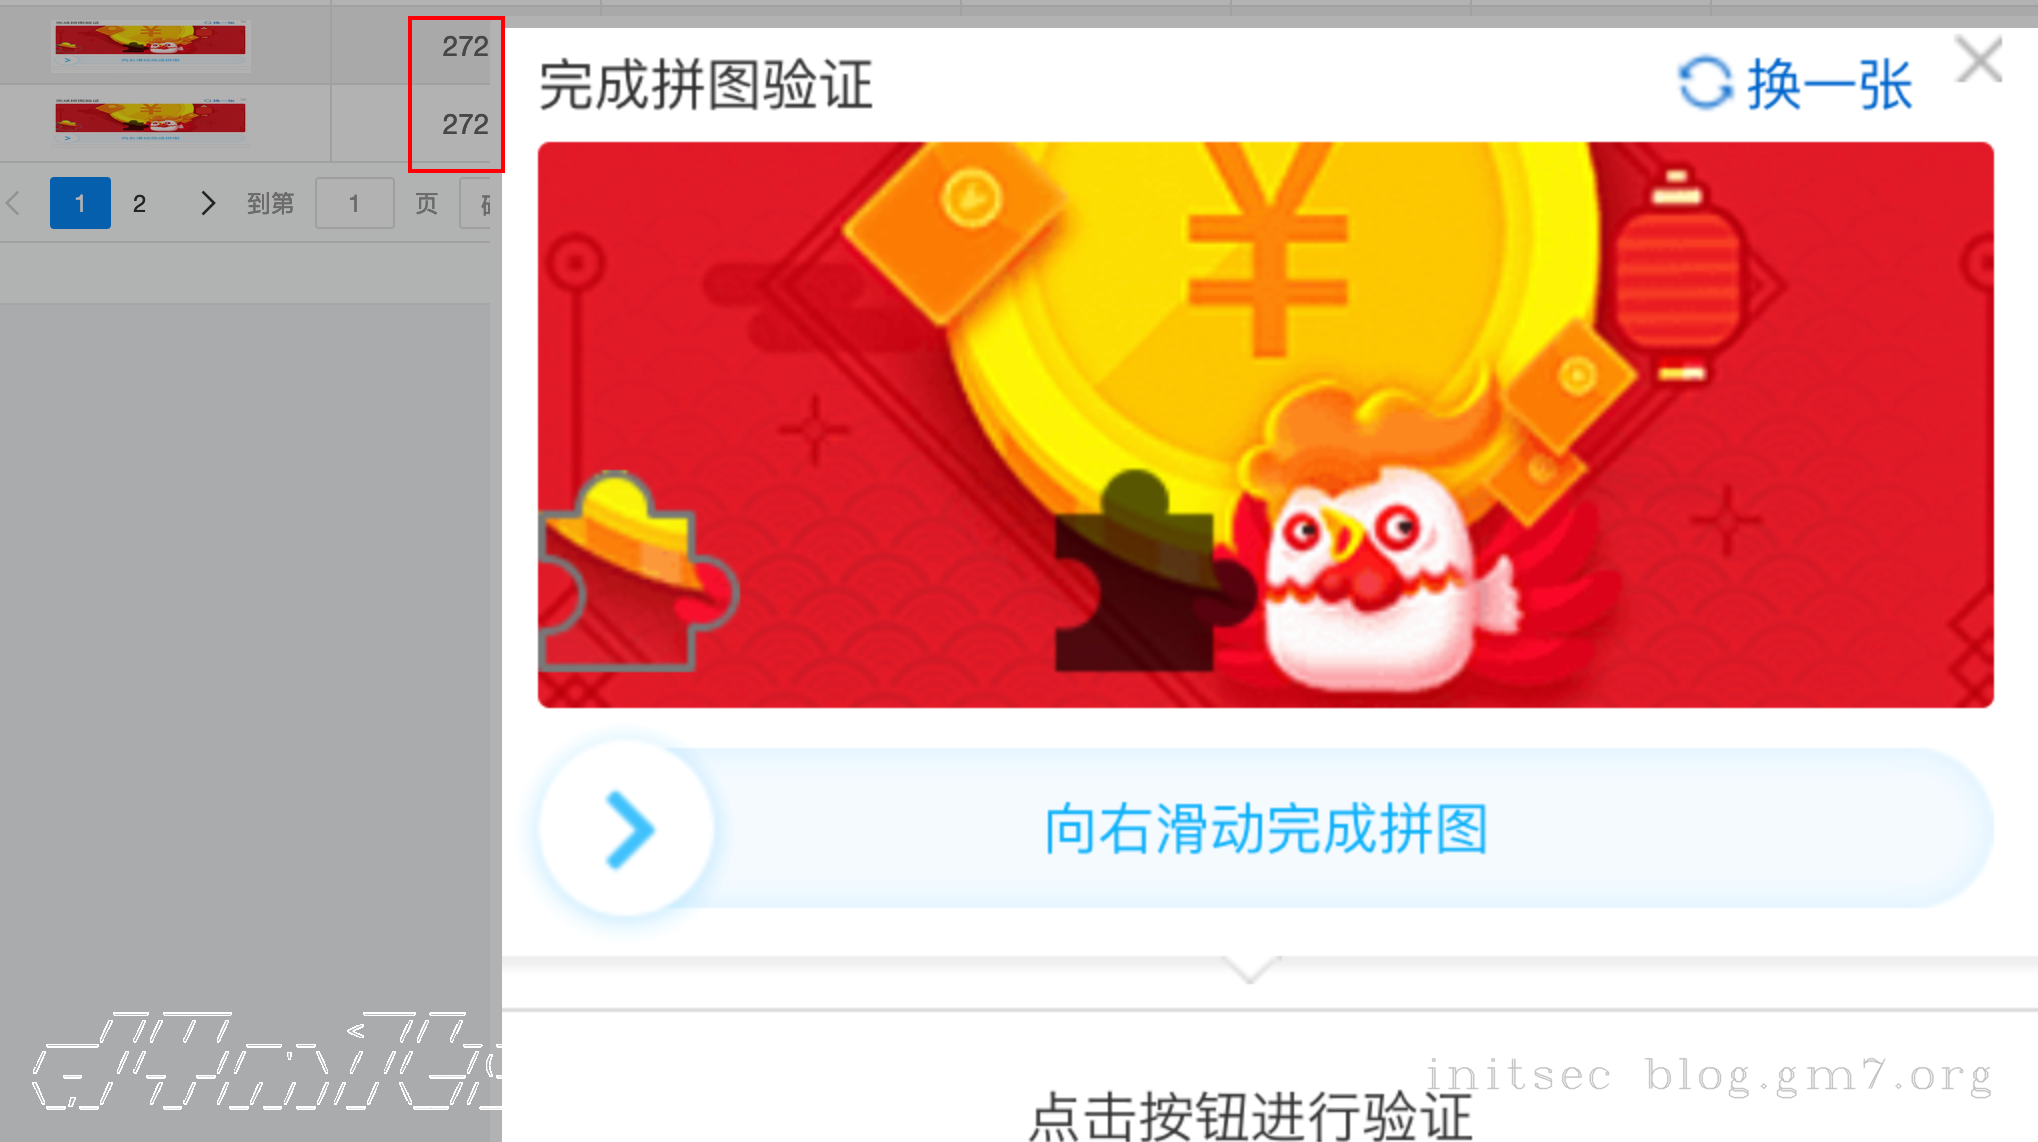 272
272
1 2 到第 1 页
完成拼图验证
换一张
¥
向右滑动完成拼图
点击按钮进行验证
initsec blog.gm7.org